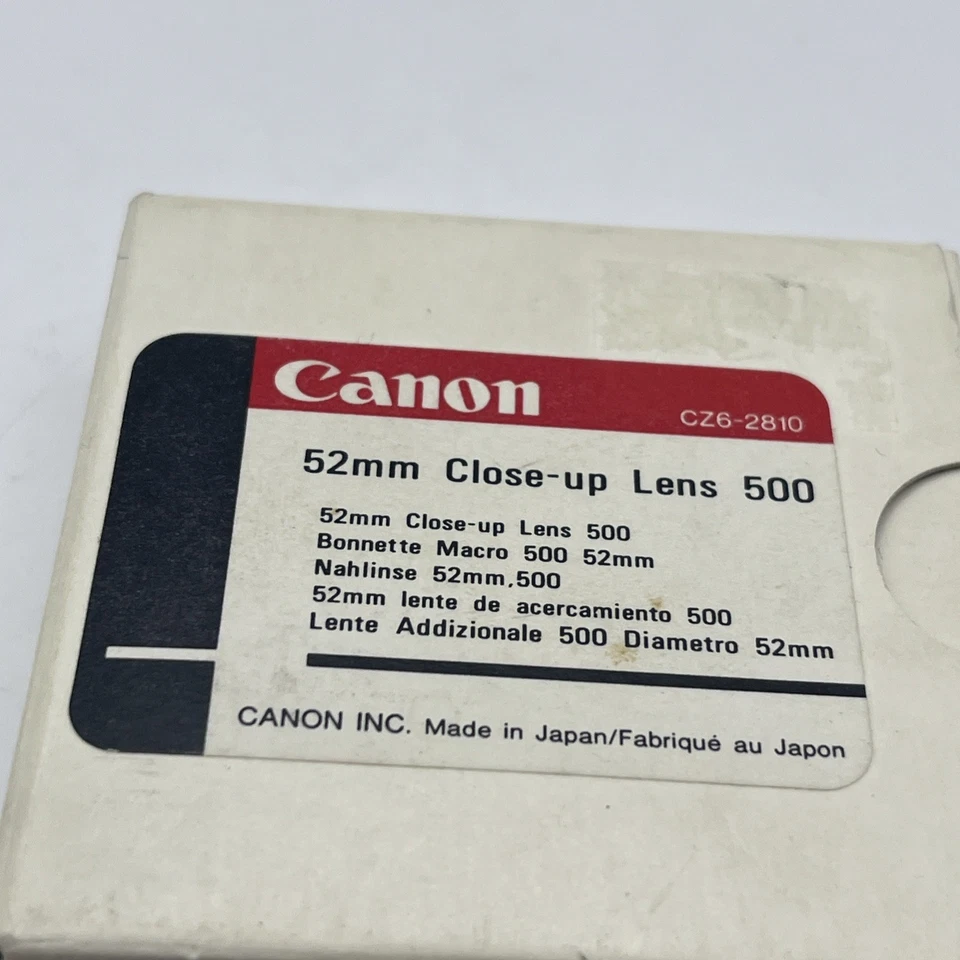 Canon
CZ6-2810
52mm Close-up Lens 500
52mm Close-up Lens 500
Bonnette Macro 500 52mm
Nahlinse 52mm.500
52mm lente de acercamiento 500
Lente Addizionale 500 Diametro 52mm
CANON INC. Made in Japan/Fabriqué au Japon